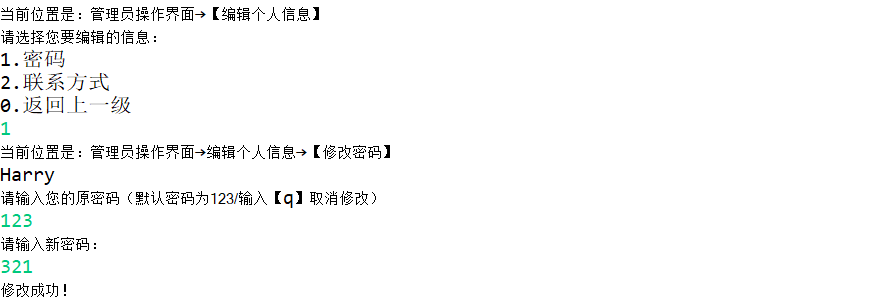 当前位置是：管理员操作界面→【编辑个人信息】
请选择您要编辑的信息：
1.密码
2.联系方式
0.返回上一级
1
当前位置是：管理员操作界面→编辑个人信息→【修改密码】
Harry
请输入您的原密码（默认密码为123/输入【q】取消修改）
123
请输入新密码：
321
修改成功！